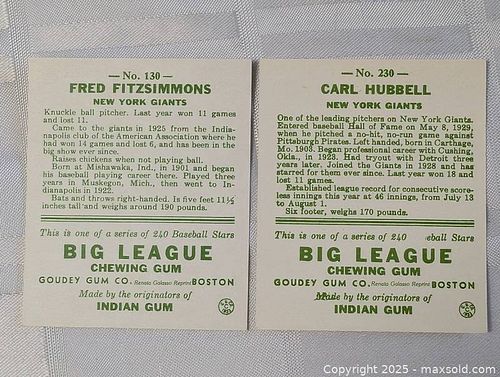 — No. 130 —
FRED FITZSIMMONS
NEW YORK GIANTS
Knuckle ball pitcher. Last year won 11 games
and lost 11.
Came to the giants in 1925 from the India-
napolis club of the American Association where he
had won 14 games and lost 6, and has been in the
big show ever since.
Raises chickens when not playing ball.
Born at Mishawaka, Ind., in 1901 and began
his baseball playing career there. Played three
years in Muskegon, Mich., then went to In-
dianapolis in 1922.
Bats and throws right-handed. Is five feet 11½
inches tall and weighs around 190 pounds.
This is one of a series of 240 Baseball Stars
BIG LEAGUE
CHEWING GUM
GOUDEY GUM CO. Renata Galasso Reprint BOSTON
Made by the originators of
INDIAN GUM
— No. 230 —
CARL HUBBELL
NEW YORK GIANTS
One of the leading pitchers on New York Giants.
Entered baseball Hall of Fame on May 8, 1929,
when he pitched a no-hit, no-run game against
Pittsburgh Pirates. Left handed, born in Carthage,
Mo. 1903. Began professional career with Cushing,
Okla., in 1923. Had tryout with Detroit three
years later. Joined the Giants in 1928 and has
starred for them ever since. Last year won 18 and
lost 11 games.
Established league record for consecutive score-
less innings this year at 46 innings, from July 13
to August 1.
Six footer, weighs 170 pounds.
This is one of a series of 240 eball Stars
BIG LEAGUE
CHEWING GUM
GOUDEY GUM CO. Renata Galasso Reprint BOSTON
Made by the originators of
INDIAN GUM
Copyright © 2025 - maxsold.com